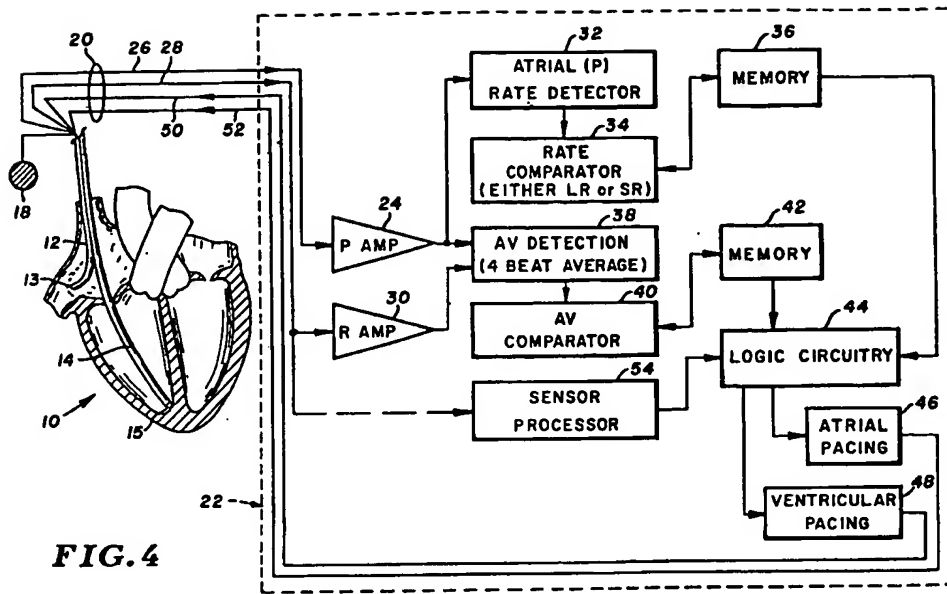 20
26
28
50
52
18
12
13
14
10
15
22
FIG.4
32
ATRIAL (P)
RATE DETECTOR
36
MEMORY
34
RATE
COMPARATOR
(EITHER LR or SR)
24
P AMP
38
AV DETECTION
(4 BEAT AVERAGE)
42
MEMORY
30
R AMP
40
AV
COMPARATOR
44
LOGIC CIRCUITRY
54
SENSOR
PROCESSOR
46
ATRIAL
PACING
48
VENTRICULAR
PACING